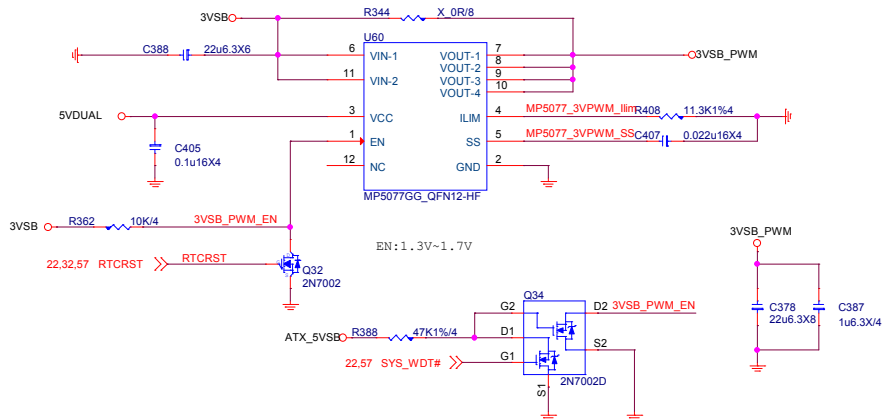 3VSB R344 X_0R/8
U60
C388 22u6.3X6 6 VIN-1 VOUT-1 7 3VSB_PWM
VOUT-2 8
11 VIN-2 VOUT-3 9
VOUT-4 10
5VDUAL 3 VCC ILIM 4 MP5077_3VPWM_Ilim R408 11.3K1%4
1 EN SS 5 MP5077_3VPWM_SS C407 0.022u16X4
C405
0.1u16X4
12 NC GND 2
MP5077GG_QFN12-HF
3VSB R362 10K/4 3VSB_PWM_EN
EN:1.3V~1.7V
3VSB_PWM
22,32,57 RTCRST RTCRST
Q32
2N7002
Q34
G2 D2 3VSB_PWM_EN
C378
22u6.3X8
C387
1u6.3X/4
ATX_5VSB R388 47K1%/4 D1
S2
22,57 SYS_WDT# G1
2N7002D
S1